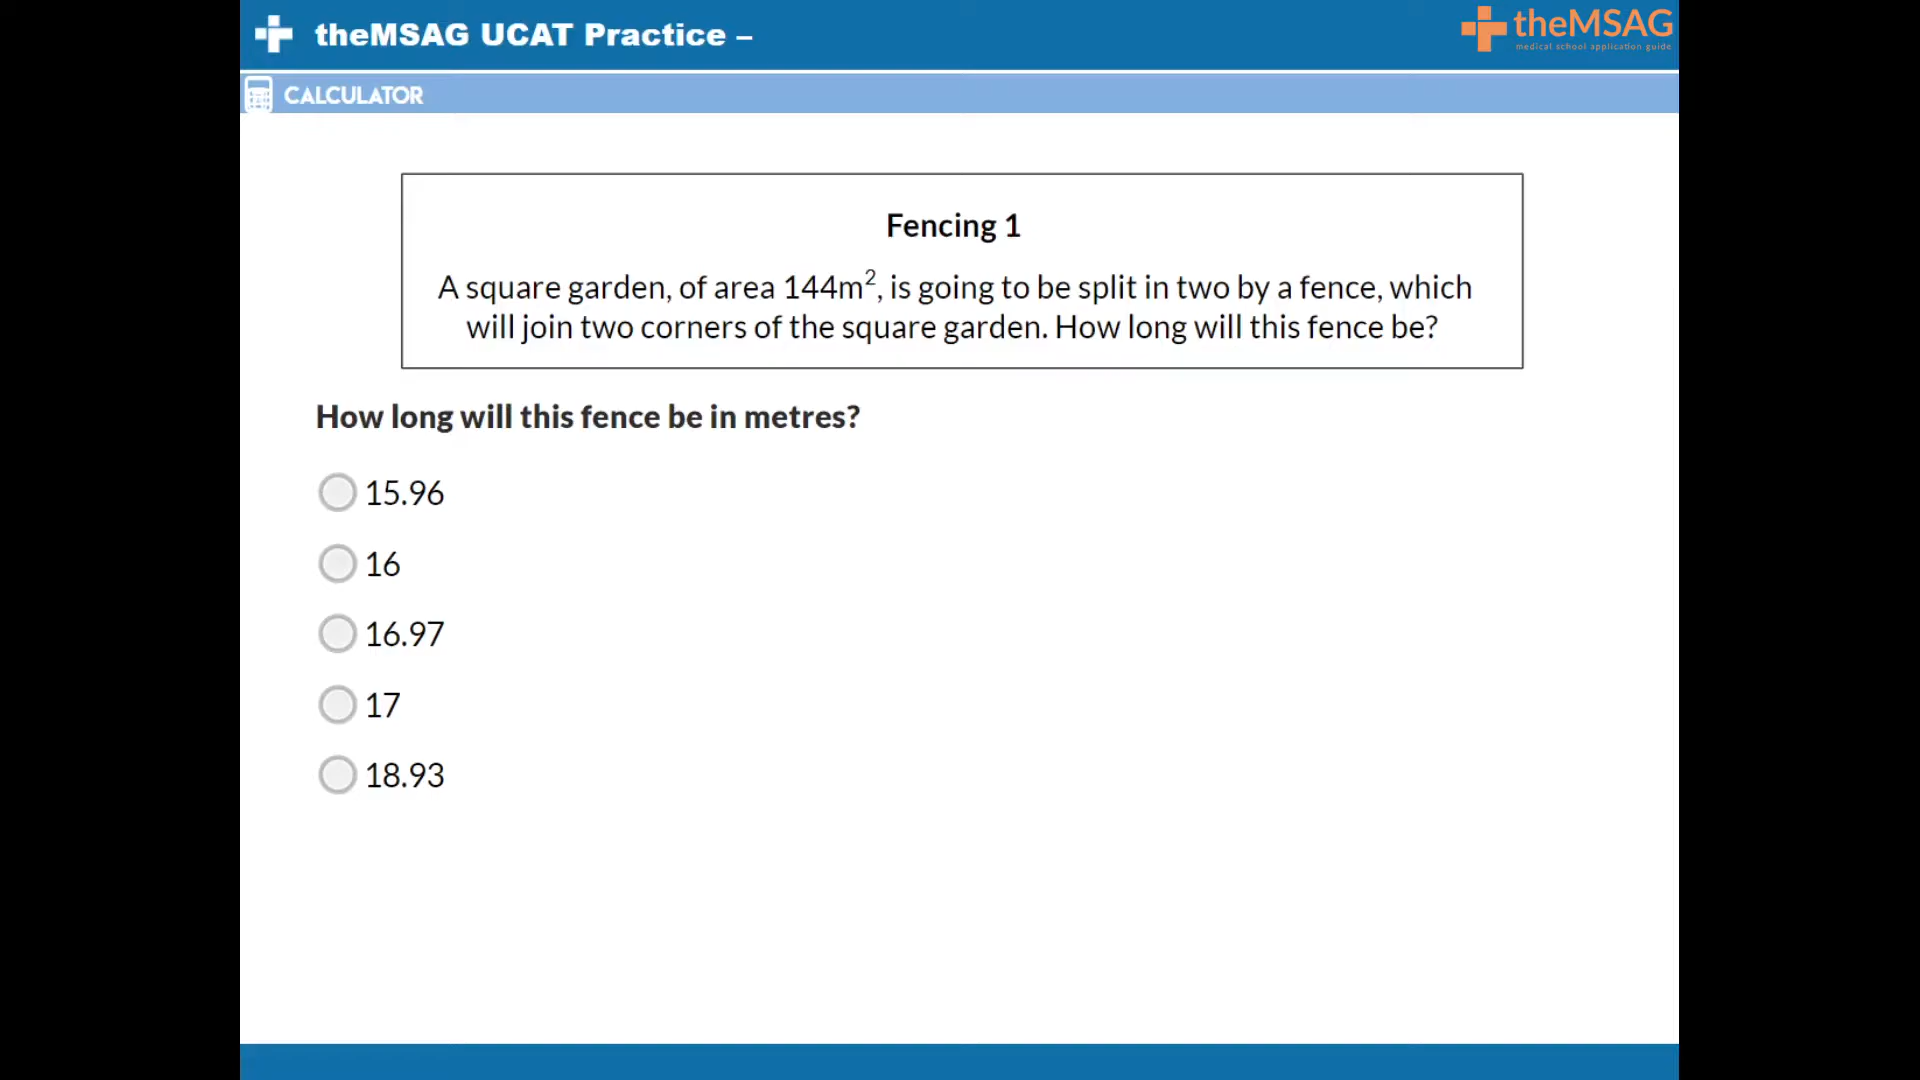 theMSAG UCAT Practice –
theMSAG
medical school application guide
CALCULATOR
Fencing 1
A square garden, of area 144m², is going to be split in two by a fence, which
will join two corners of the square garden. How long will this fence be?
How long will this fence be in metres?
15.96
16
16.97
17
18.93